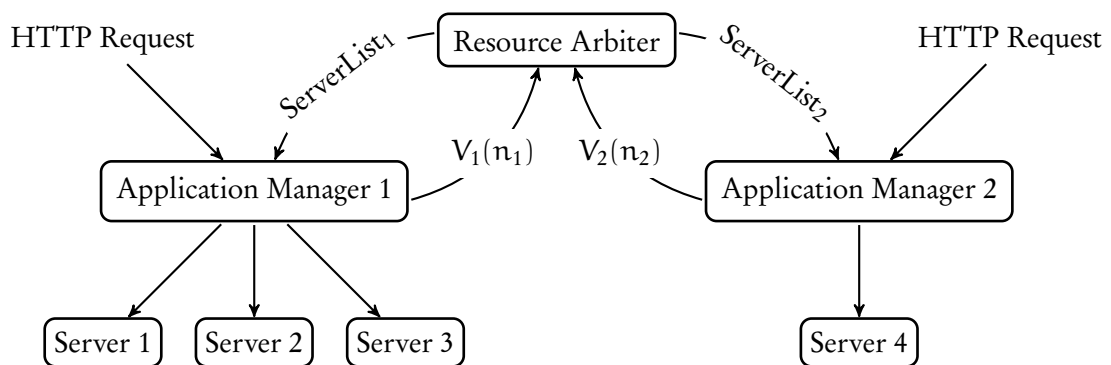 HTTP Request
Resource Arbiter
HTTP Request
ServerList₁
ServerList₂
V₁(n₁)
V₂(n₂)
Application Manager 1
Application Manager 2
Server 1
Server 2
Server 3
Server 4